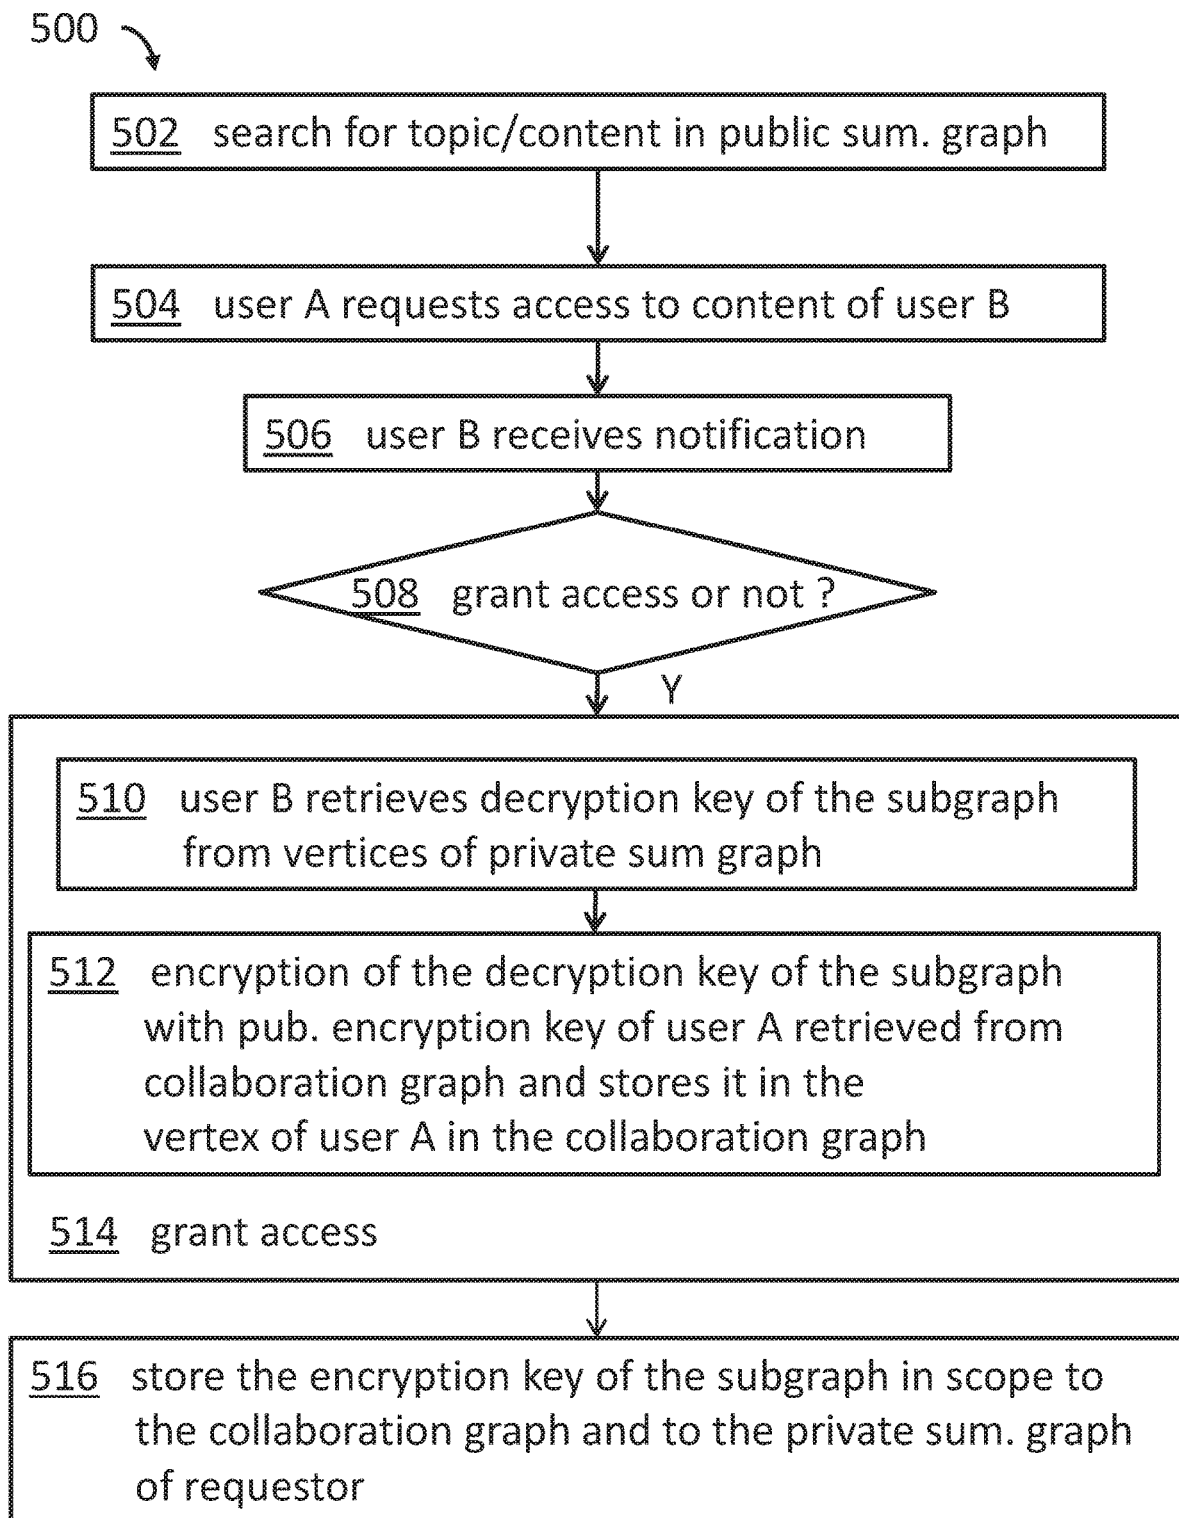 500
502 search for topic/content in public sum. graph
504 user A requests access to content of user B
506 user B receives notification
508 grant access or not ?
Y
510 user B retrieves decryption key of the subgraph
from vertices of private sum graph
512 encryption of the decryption key of the subgraph
with pub. encryption key of user A retrieved from
collaboration graph and stores it in the
vertex of user A in the collaboration graph
514 grant access
516 store the encryption key of the subgraph in scope to
the collaboration graph and to the private sum. graph
of requestor